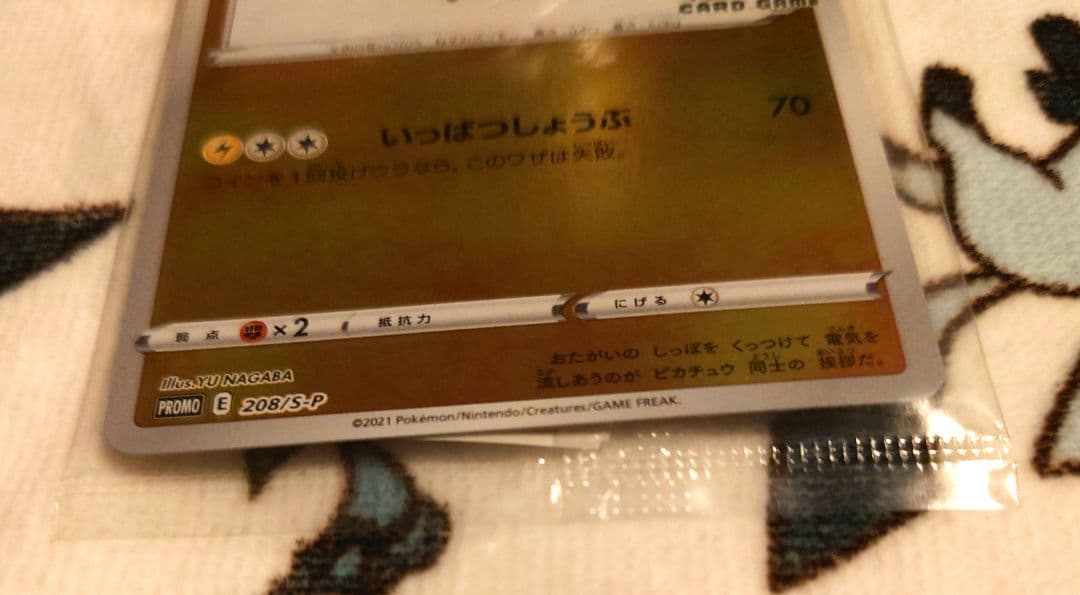 CARD GAME
いっぱつしょうぶ 70
コインを1回投げウラなら、このワザは失敗。
弱点 ×2 抵抗力 にげる
おたがいの しっぽを くっつけて 電気を
流しあうのが ピカチュウ 同士の 挨拶だ。
Illus.YU NAGABA
PROMO E 208/S-P
©2021 Pokémon/Nintendo/Creatures/GAME FREAK.